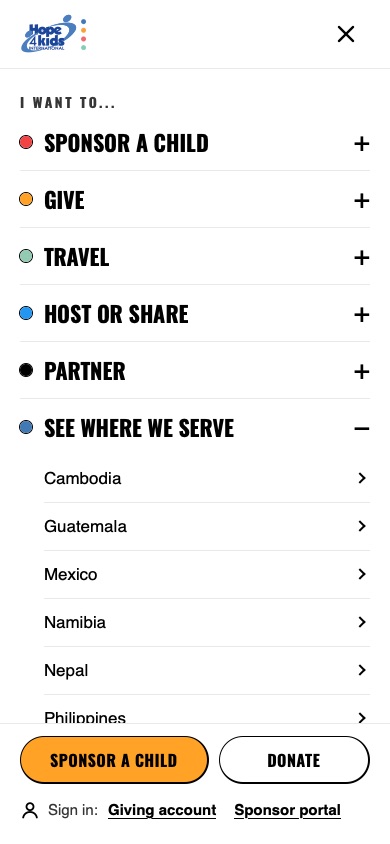 Hope
4 kids
INTERNATIONAL
I WANT TO...
SPONSOR A CHILD
GIVE
TRAVEL
HOST OR SHARE
PARTNER
SEE WHERE WE SERVE
Cambodia
Guatemala
Mexico
Namibia
Nepal
Philippines
SPONSOR A CHILD DONATE
Sign in: Giving account Sponsor portal